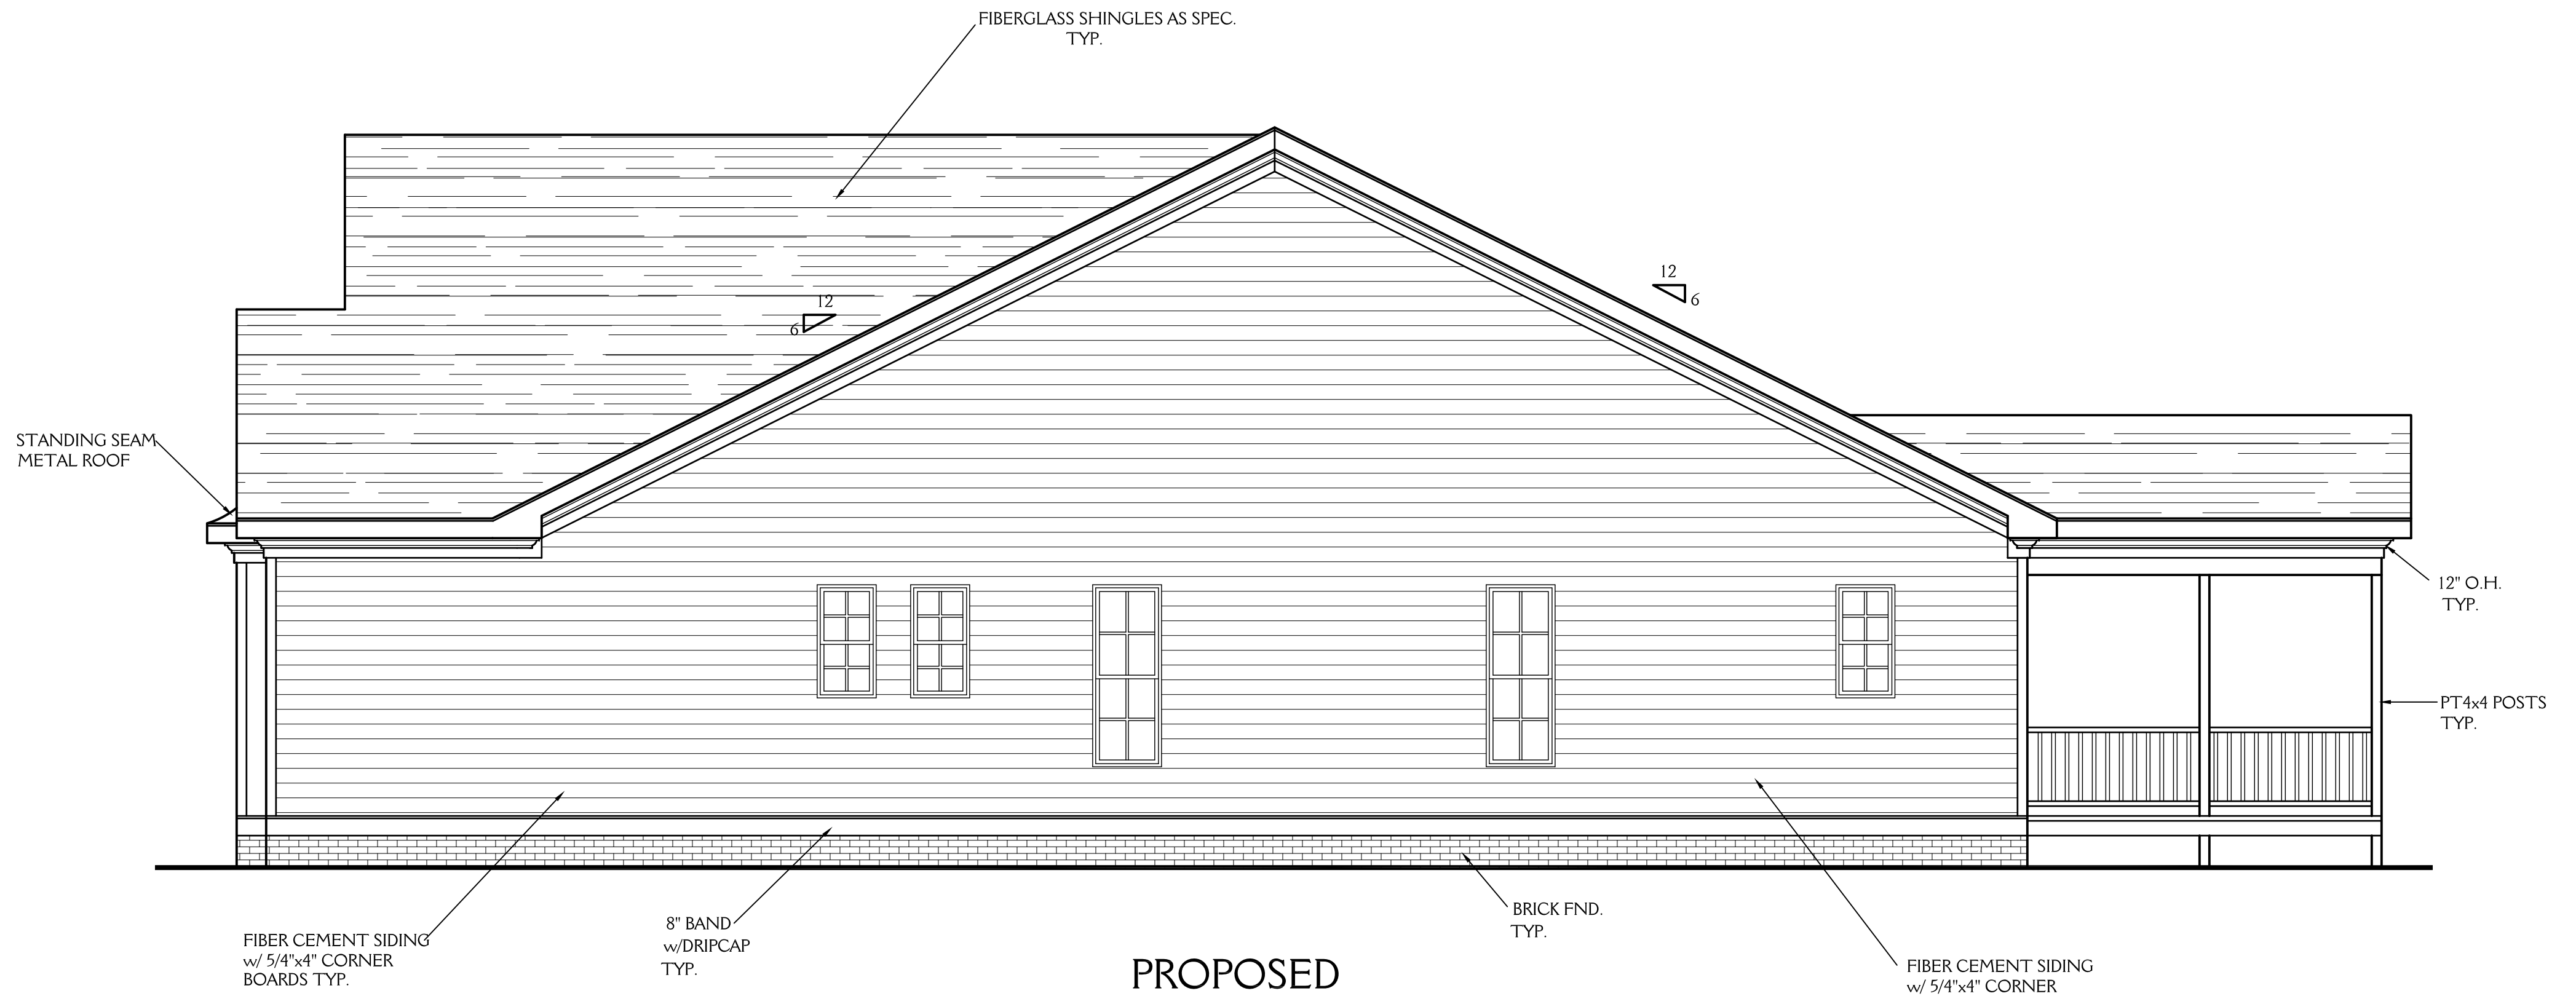 FIBERGLASS SHINGLES AS SPEC.
TYP.
12
6
12
6
STANDING SEAM
METAL ROOF
12" O.H.
TYP.
PT4x4 POSTS
TYP.
FIBER CEMENT SIDING
w/ 5/4"x4" CORNER
BOARDS TYP.
8" BAND
w/DRIPCAP
TYP.
BRICK FND.
TYP.
PROPOSED
FIBER CEMENT SIDING
w/ 5/4"x4" CORNER